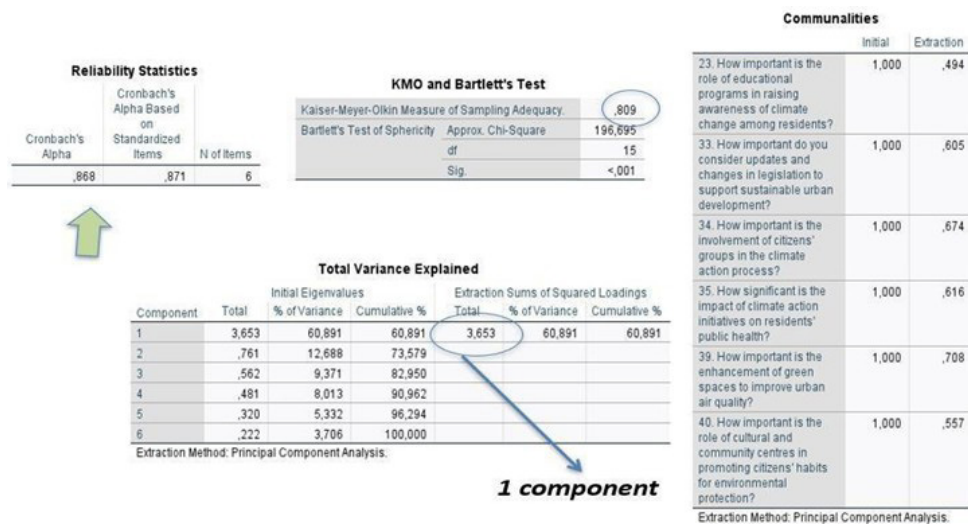 Reliability Statistics
Cronbach's
Alpha
Cronbach's
Alpha Based
on
Standardized
Items
N of Items
,868 ,871 6
KMO and Bartlett's Test
Kaiser-Meyer-Olkin Measure of Sampling Adequacy. ,809
Bartlett's Test of Sphericity Approx. Chi-Square 196,695
df 15
Sig. <,001
Total Variance Explained
Initial Eigenvalues Extraction Sums of Squared Loadings
Component Total % of Variance Cumulative % Total % of Variance Cumulative %
1 3,653 60,891 60,891 3,653 60,891 60,891
2 ,761 12,688 73,579
3 ,562 9,371 82,950
4 ,481 8,013 90,962
5 ,320 5,332 96,294
6 ,222 3,706 100,000
Extraction Method: Principal Component Analysis.
1 component
Communalities
Initial Extraction
23. How important is the 1,000 ,494
role of educational
programs in raising
awareness of climate
change among residents?
33. How important do you 1,000 ,605
consider updates and
changes in legislation to
support sustainable urban
development?
34. How important is the 1,000 ,674
involvement of citizens'
groups in the climate
action process?
35. How significant is the 1,000 ,616
impact of climate action
initiatives on residents'
public health?
39. How important is the 1,000 ,708
enhancement of green
spaces to improve urban
air quality?
40. How important is the 1,000 ,557
role of cultural and
community centres in
promoting citizens' habits
for environmental
protection?
Extraction Method: Principal Component Analysis.